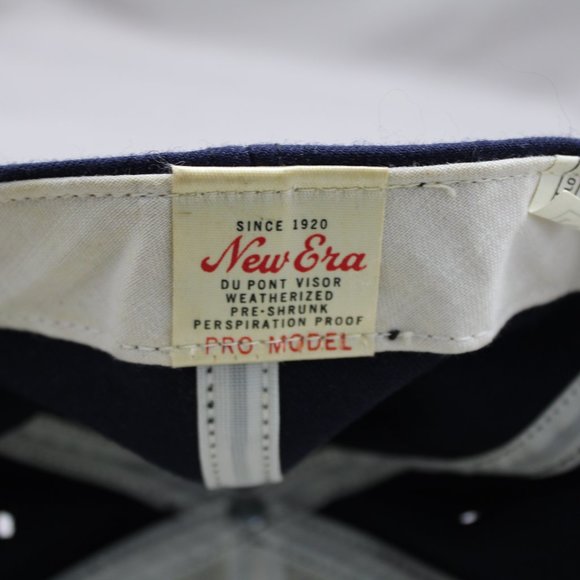 SINCE 1920
New Era
DU PONT VISOR
WEATHERIZED
PRE-SHRUNK
PERSPIRATION PROOF
PRO MODEL